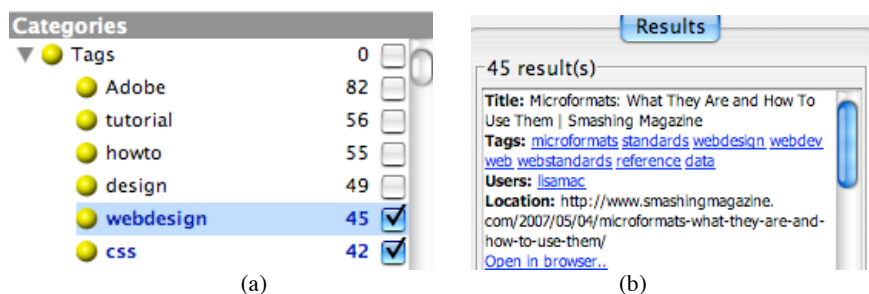 Categories
Tags 0
Adobe 82
tutorial 56
howto 55
design 49
webdesign 45
css 42
(a)
Results
45 result(s)
Title: Microformats: What They Are and How To
Use Them | Smashing Magazine
Tags: microformats standards webdesign webdev
web webstandards reference data
Users: lisamac
Location: http://www.smashingmagazine.
com/2007/05/04/microformats-what-they-are-and-
how-to-use-them/
Open in browser..
(b)